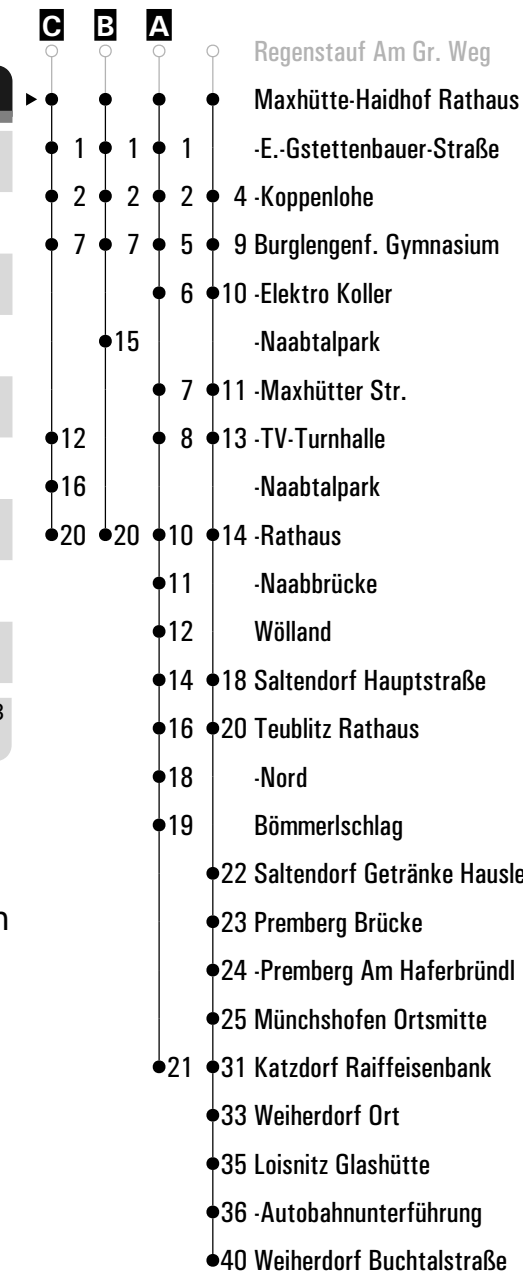 C B A
Regenstauf Am Gr. Weg
Maxhütte-Haidhof Rathaus
1 1 1 -E.-Gstettenbauer-Straße
2 2 2 4 -Koppenlohe
7 7 5 9 Burglengenf. Gymnasium
6 10 -Elektro Koller
15 -Naabtalpark
7 11 -Maxhütter Str.
12 8 13 -TV-Turnhalle
16 -Naabtalpark
20 20 10 14 -Rathaus
11 -Naabbrücke
12 Wölland
14 18 Saltendorf Hauptstraße
16 20 Teublitz Rathaus
18 -Nord
19 Bömmerlschlag
22 Saltendorf Getränke Hausle
23 Premberg Brücke
24 -Premberg Am Haferbründl
25 Münchshofen Ortsmitte
21 31 Katzdorf Raiffeisenbank
33 Weiherdorf Ort
35 Loisnitz Glashütte
36 -Autobahnunterführung
40 Weiherdorf Buchtalstraße